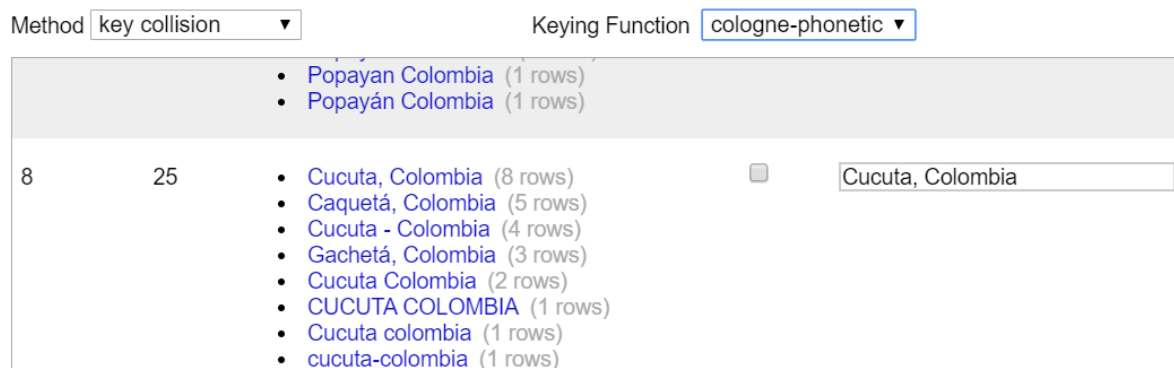 Method key collision Keying Function cologne-phonetic
Popayan Colombia (1 rows)
Popayán Colombia (1 rows)
8 25 Cucuta, Colombia (8 rows) Cucuta, Colombia
Caquetá, Colombia (5 rows)
Cucuta - Colombia (4 rows)
Gachetá, Colombia (3 rows)
Cucuta Colombia (2 rows)
CUCUTA COLOMBIA (1 rows)
Cucuta colombia (1 rows)
cucuta-colombia (1 rows)